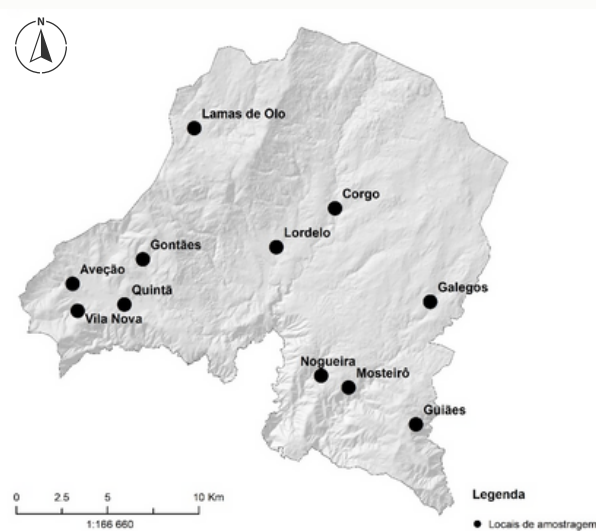 N
Lamas de Olo
Corgo
Lordelo
Gontães
Aveção
Quintã
Galegos
Vila Nova
Nogueira
Mosteirô
Guiães
0 2.5 5 10 Km
1:166 660
Legenda
Locais de amostragem